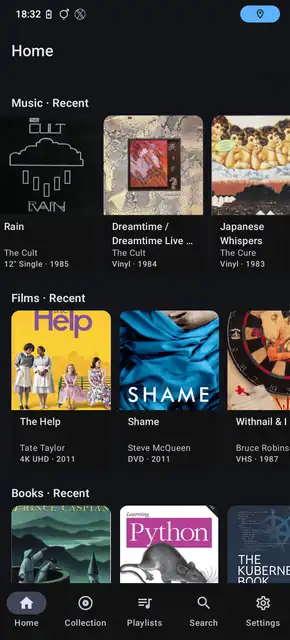 18:32
Home
Music · Recent
THE
CULT
RAIN
Rain
The Cult
12" Single · 1985
Dreamtime /
Dreamtime Live …
The Cult
Vinyl · 1984
Japanese
Whispers
The Cure
Vinyl · 1983
Films · Recent
the
Help
The Help
Tate Taylor
4K UHD · 2011
SHAME
Shame
Steve McQueen
DVD · 2011
Withnail & I
Bruce Robins
VHS · 1987
Books · Recent
PRINCE CASPIAN
Learning
Python
THE
KUBERNE
BOOK
Home
Collection
Playlists
Search
Settings